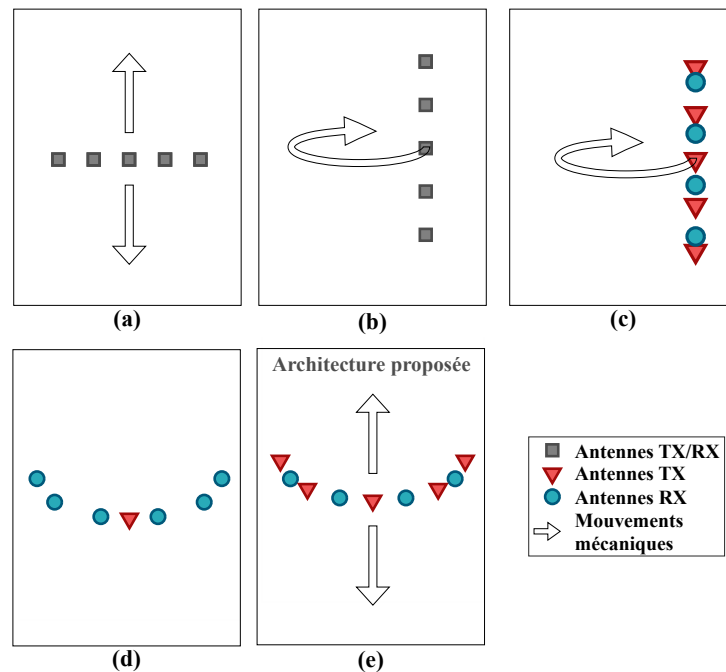 (a)
(b)
(c)
Architecture proposée
(d)
(e)
Antennes TX/RX
Antennes TX
Antennes RX
Mouvements
mécaniques